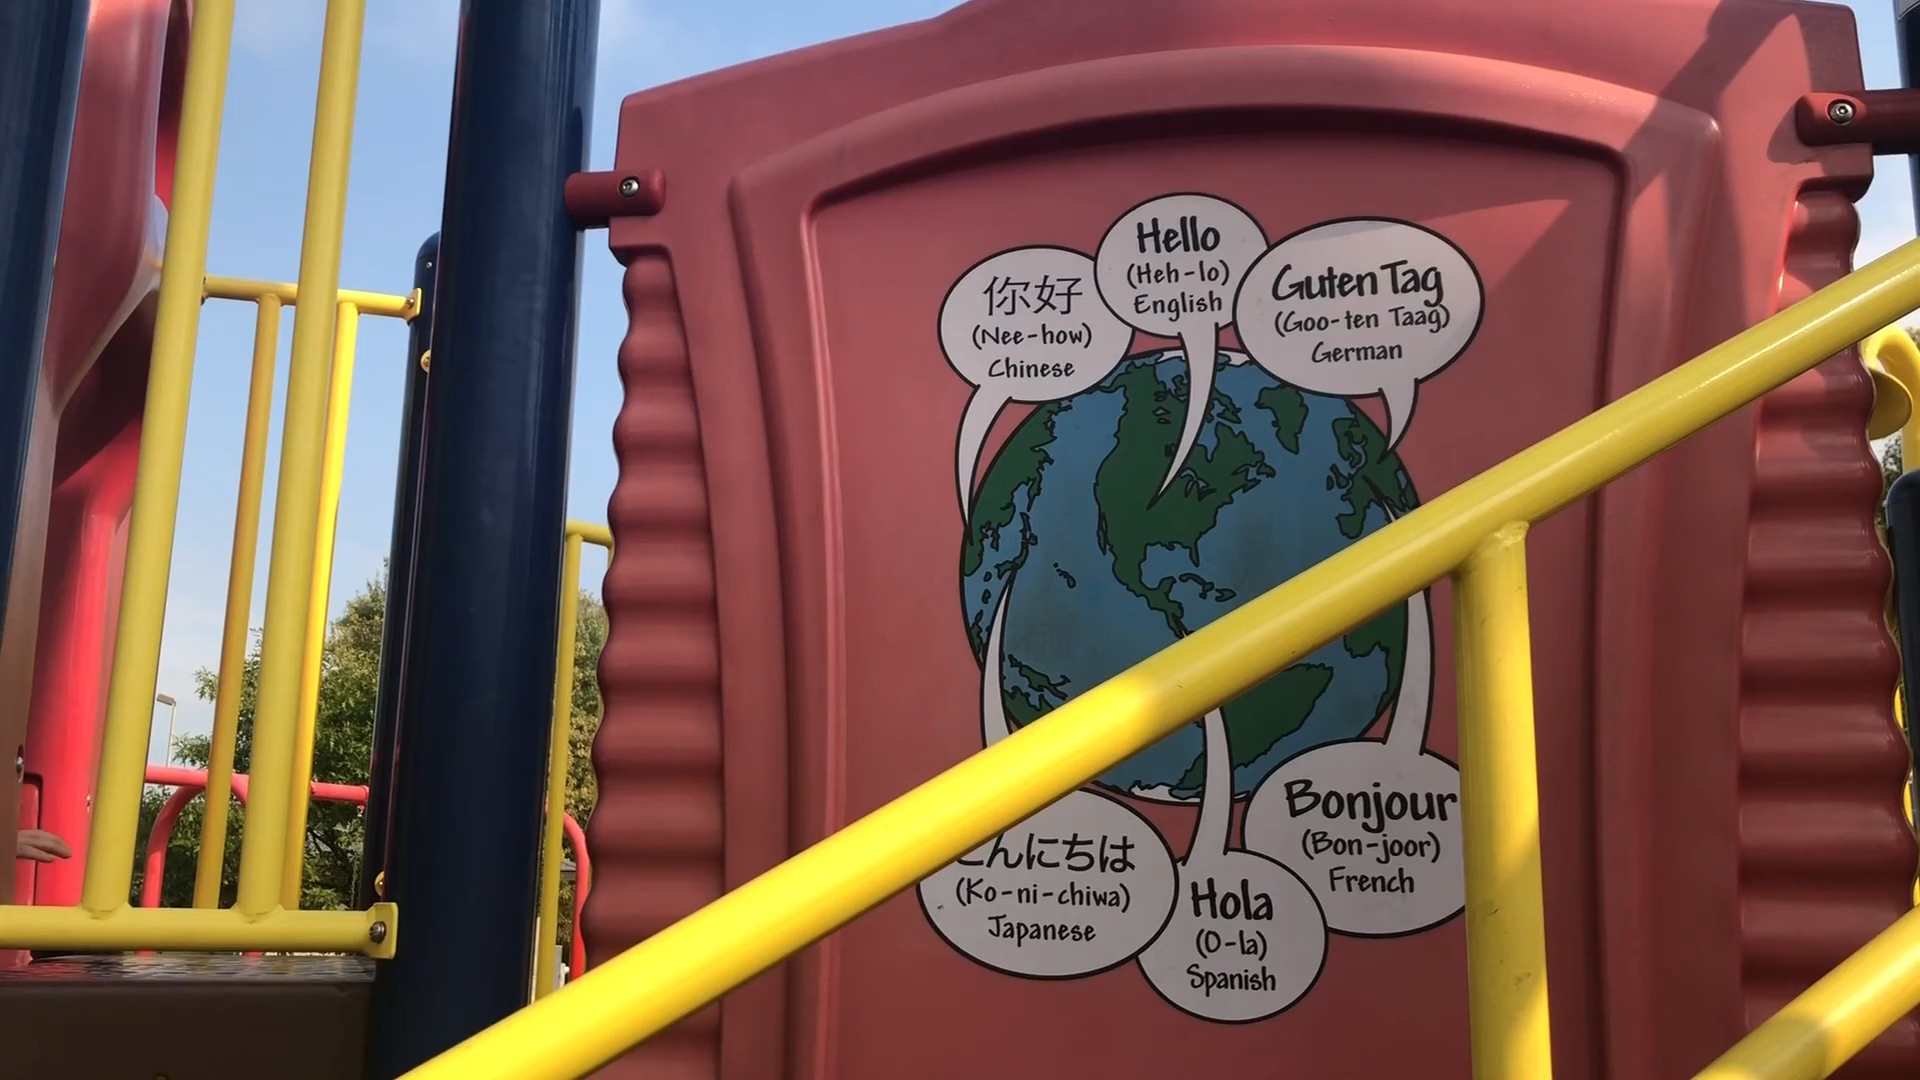 Hello
(Heh-lo)
English
你好
(Nee-how)
Chinese
Guten Tag
(Goo-ten Taag)
German
こんにちは
(Ko-ni-chiwa)
Japanese
Hola
(O-la)
Spanish
Bonjour
(Bon-joor)
French